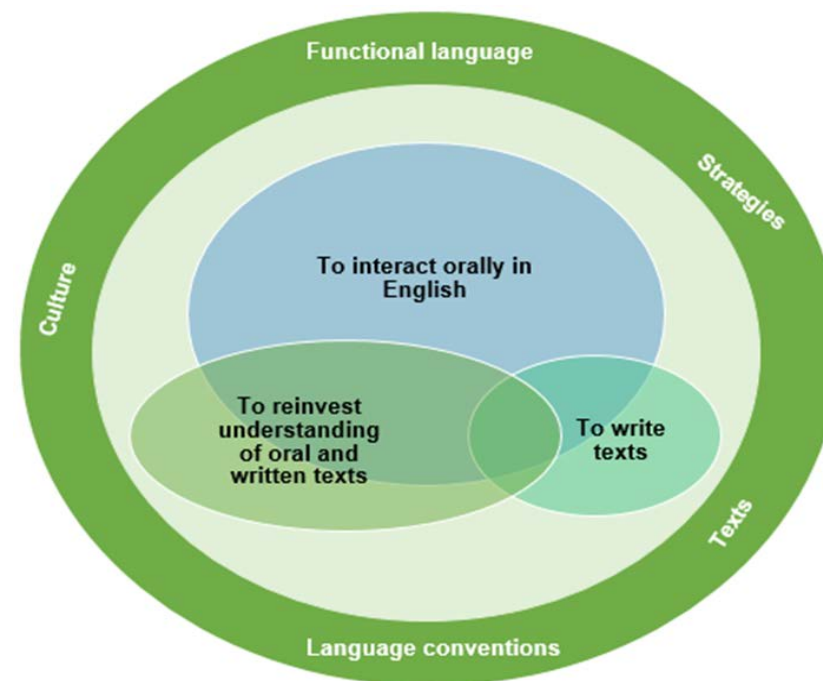 Functional language
Strategies
To interact orally in
English
Culture
To reinvest
understanding
of oral and
written texts
To write
texts
Texts
Language conventions